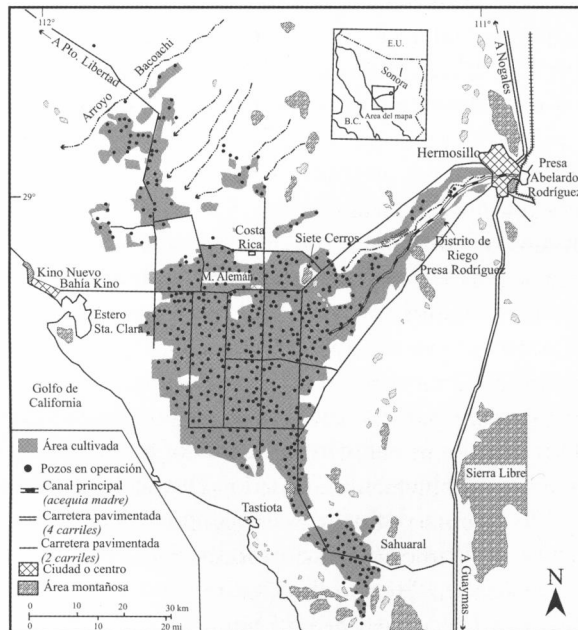 112°
111°
A Pto. Libertad
Bacoachi
Arroyo
E.U.
Sonora
B.C.
Área del mapa
A Nogales
Hermosillo
Presa
Abelardo
Rodríguez
29°
Costa
Rica
Siete Cerros
Distrito de
Riego
Presa Rodríguez
M. Alemán
Kino Nuevo
Bahía Kino
Estero
Sta. Clara
Golfo de
California
Área cultivada
Pozos en operación
Canal principal
(acequia madre)
Carretera pavimentada
(4 carriles)
Carretera pavimentada
(2 carriles)
Ciudad o centro
Área montañosa
0 10 20 30 km
0 10 20 mi
Tastiota
Sahuaral
Sierra Libre
A Guaymas
N